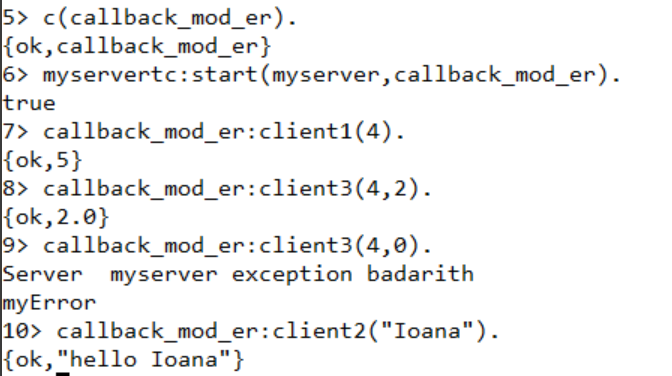 5> c(callback_mod_er).
{ok,callback_mod_er}
6> myservertc:start(myserver,callback_mod_er).
true
7> callback_mod_er:client1(4).
{ok,5}
8> callback_mod_er:client3(4,2).
{ok,2.0}
9> callback_mod_er:client3(4,0).
Server  myserver exception badarith
myError
10> callback_mod_er:client2("Ioana").
{ok,"hello Ioana"}